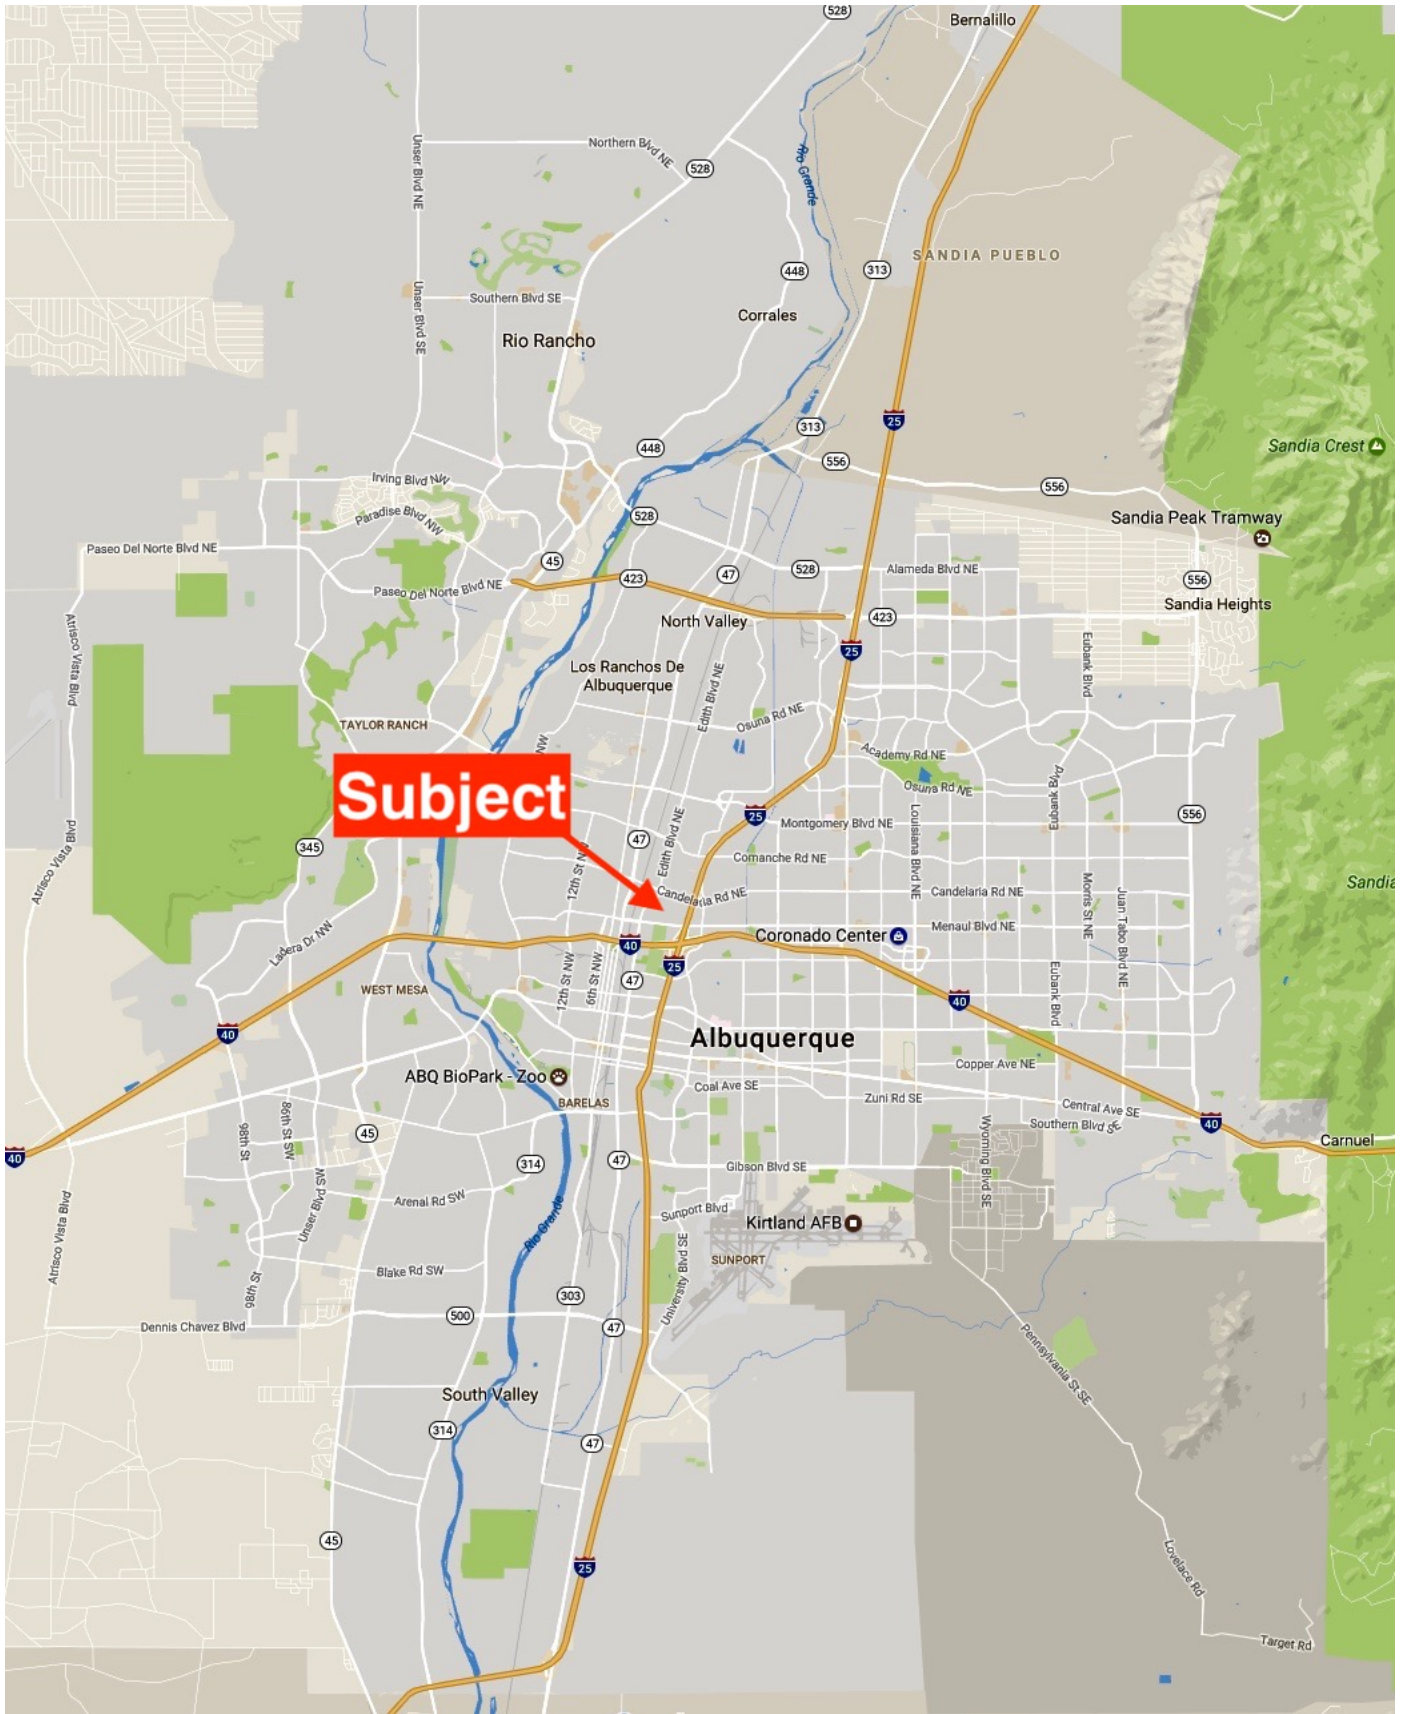 528
Bernalillo
Unser Blvd NE
Northern Blvd NE
528
Rio Grande
448
313
SANDIA PUEBLO
Unser Blvd SE
Southern Blvd SE
Corrales
Rio Rancho
25
313
448
556
Sandia Crest
Irving Blvd NW
556
Paradise Blvd NW
528
Sandia Peak Tramway
Paseo Del Norte Blvd NE
45
423
47
528
Alameda Blvd NE
556
Paseo Del Norte Blvd NE
Sandia Heights
Atrisco Vista Blvd
North Valley
423
25
Eubank Blvd
Los Ranchos De
Albuquerque
Edith Blvd NE
TAYLOR RANCH
Osuna Rd NE
NW
Academy Rd NE
Osuna Rd NE
Eubank Blvd
Subject
25
Montgomery Blvd NE
556
345
47
Edith Blvd NE
Louisiana Blvd NE
Atrisco Vista Blvd
12th St NW
Comanche Rd NE
Candelaria Rd NE
Candelaria Rd NE
Morris St NE
Juan Tabo Blvd NE
Sandia
Ladera Dr NW
40
Coronado Center
Menaul Blvd NE
25
WEST MESA
12th St NW
6th St NW
47
Eubank Blvd
40
40
Albuquerque
Copper Ave NE
ABQ BioPark - Zoo
Coal Ave SE
BARELAS
Zuni Rd SE
Central Ave SE
Southern Blvd SE
40
98th St
86th St SW
45
Wyoming Blvd SE
Carnuel
40
314
47
Gibson Blvd SE
Atrisco Vista Blvd
Unser Blvd SW
Arenal Rd SW
Rio Grande
Sunport Blvd
Kirtland AFB
SUNPORT
98th St
Blake Rd SW
University Blvd SE
303
500
Dennis Chavez Blvd
47
Pennsylvania St SE
South Valley
314
47
45
25
Lovelace Rd
Target Rd